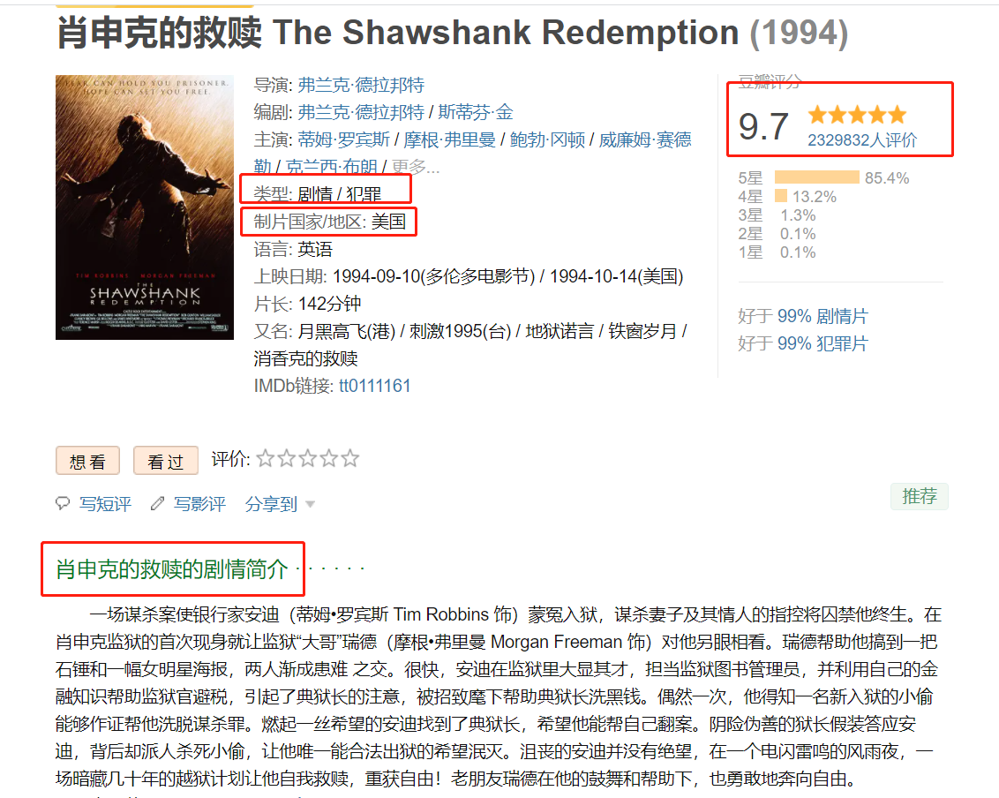 肖申克的救赎 The Shawshank Redemption (1994)
FEAR CAN HOLD YOU PRISONER.
HOPE CAN SET YOU FREE.
TIM ROBBINS MORGAN FREEMAN
THE
SHAWSHANK
REDEMPTION
导演: 弗兰克·德拉邦特
编剧: 弗兰克·德拉邦特 / 斯蒂芬·金
主演: 蒂姆·罗宾斯 / 摩根·弗里曼 / 鲍勃·冈顿 / 威廉姆·赛德
勒 / 克兰西·布朗 / 更多...
类型: 剧情 / 犯罪
制片国家/地区: 美国
语言: 英语
上映日期: 1994-09-10(多伦多电影节) / 1994-10-14(美国)
片长: 142分钟
又名: 月黑高飞(港) / 刺激1995(台) / 地狱诺言 / 铁窗岁月 /
消香克的救赎
IMDb链接: tt0111161
豆瓣评分
9.7
2329832人评价
5星 85.4%
4星 13.2%
3星 1.3%
2星 0.1%
1星 0.1%
好于 99% 剧情片
好于 99% 犯罪片
想看 看过 评价:
写短评 写影评 分享到
推荐
肖申克的救赎的剧情简介 · · · · · ·
一场谋杀案使银行家安迪（蒂姆•罗宾斯 Tim Robbins 饰）蒙冤入狱，谋杀妻子及其情人的指控将囚禁他终生。在
肖申克监狱的首次现身就让监狱“大哥”瑞德（摩根•弗里曼 Morgan Freeman 饰）对他另眼相看。瑞德帮助他搞到一把
石锤和一幅女明星海报，两人渐成患难 之交。很快，安迪在监狱里大显其才，担当监狱图书管理员，并利用自己的金
融知识帮助监狱官避税，引起了典狱长的注意，被招致麾下帮助典狱长洗黑钱。偶然一次，他得知一名新入狱的小偷
能够作证帮他洗脱谋杀罪。燃起一丝希望的安迪找到了典狱长，希望他能帮自己翻案。阴险伪善的狱长假装答应安
迪，背后却派人杀死小偷，让他唯一能合法出狱的希望泯灭。沮丧的安迪并没有绝望，在一个电闪雷鸣的风雨夜，一
场暗藏几十年的越狱计划让他自我救赎，重获自由！老朋友瑞德在他的鼓舞和帮助下，也勇敢地奔向自由。